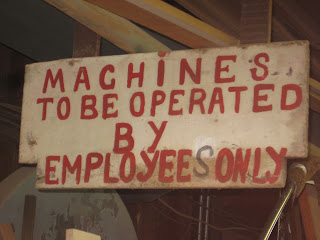 MACHINES
TO BE OPERATED
BY
EMPLOYEES ONLY